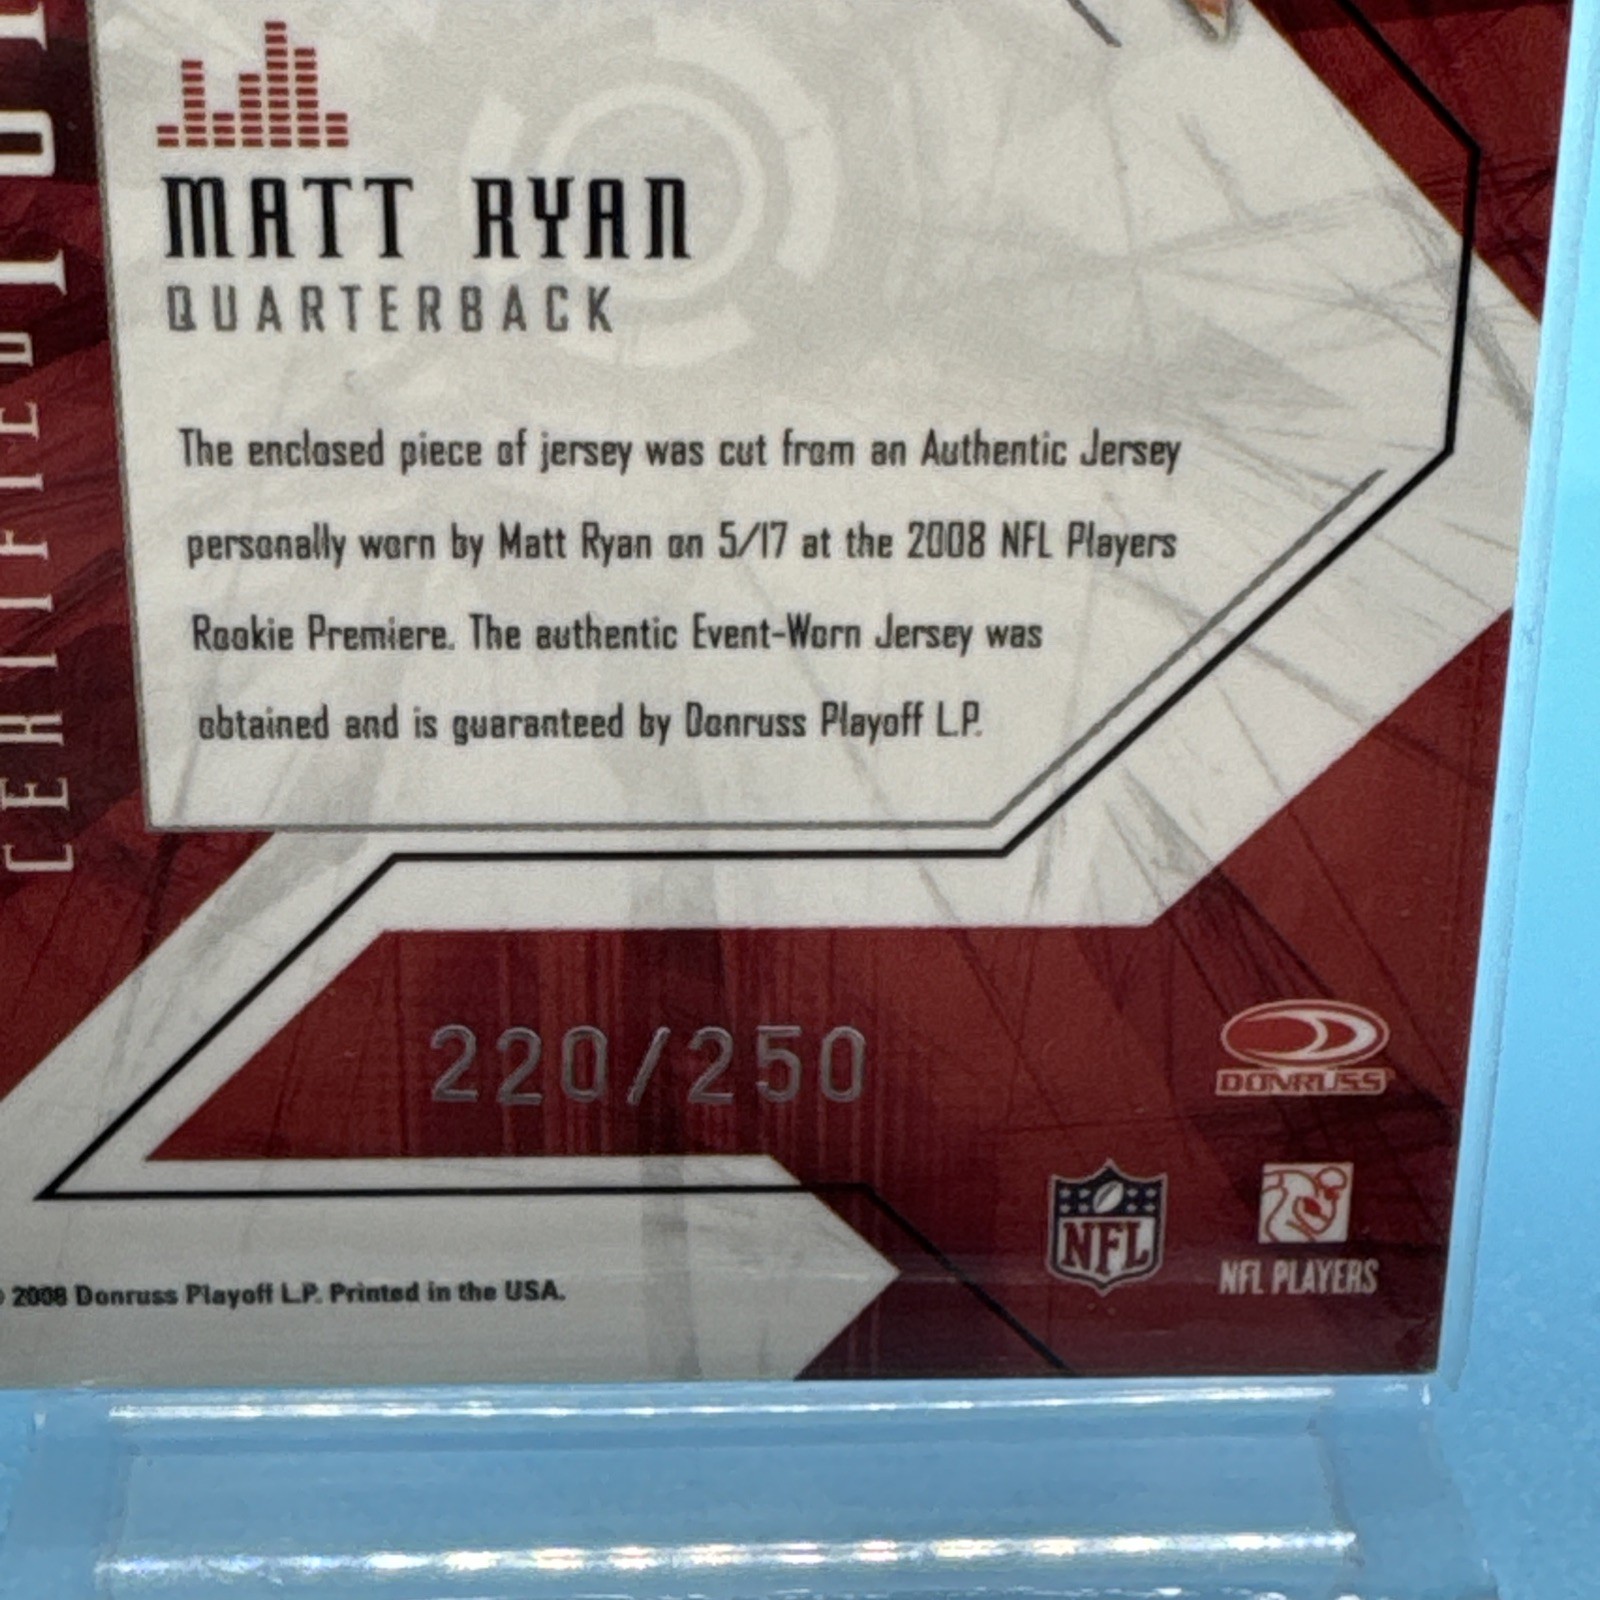 MATT RYAN
QUARTERBACK
The enclosed piece of jersey was cut from an Authentic Jersey
personally worn by Matt Ryan on 5/17 at the 2008 NFL Players
Rookie Premiere. The authentic Event-Worn Jersey was
obtained and is guaranteed by Donruss Playoff L.P.
CERTIFIED
220/250
DONRUSS
NFL
NFL PLAYERS
© 2008 Donruss Playoff L.P. Printed in the USA.